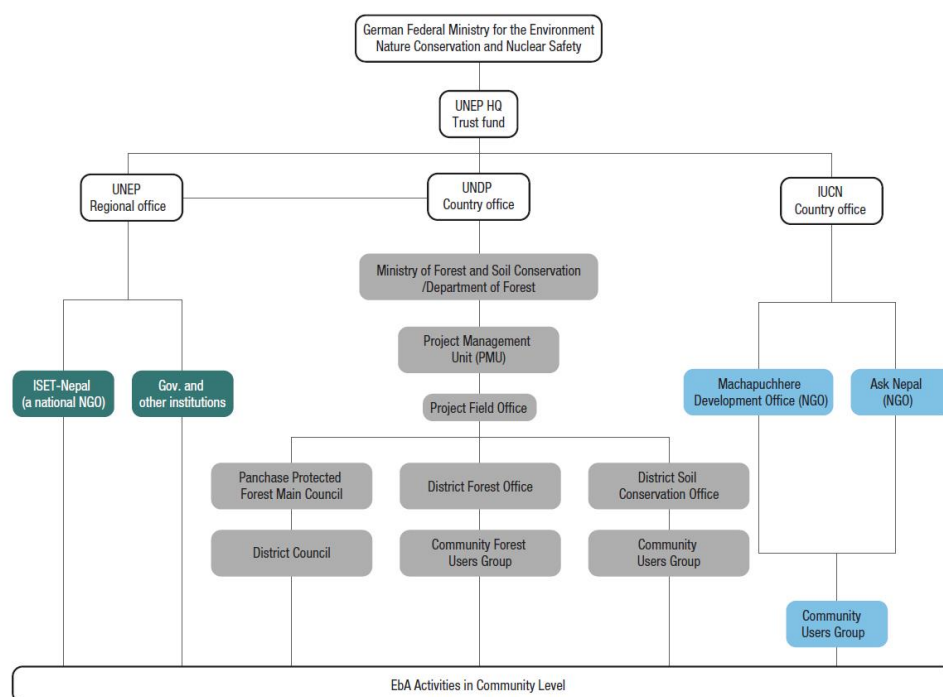 German Federal Ministry for the Environment
Nature Conservation and Nuclear Safety
UNEP HQ
Trust fund
UNEP
Regional office
UNDP
Country office
IUCN
Country office
Ministry of Forest and Soil Conservation
/Department of Forest
Project Management
Unit (PMU)
ISET-Nepal
(a national NGO)
Gov. and
other institutions
Machapuchhere
Development Office (NGO)
Ask Nepal
(NGO)
Project Field Office
Panchase Protected
Forest Main Council
District Forest Office
District Soil
Conservation Office
District Council
Community Forest
Users Group
Community
Users Group
Community
Users Group
EbA Activities in Community Level